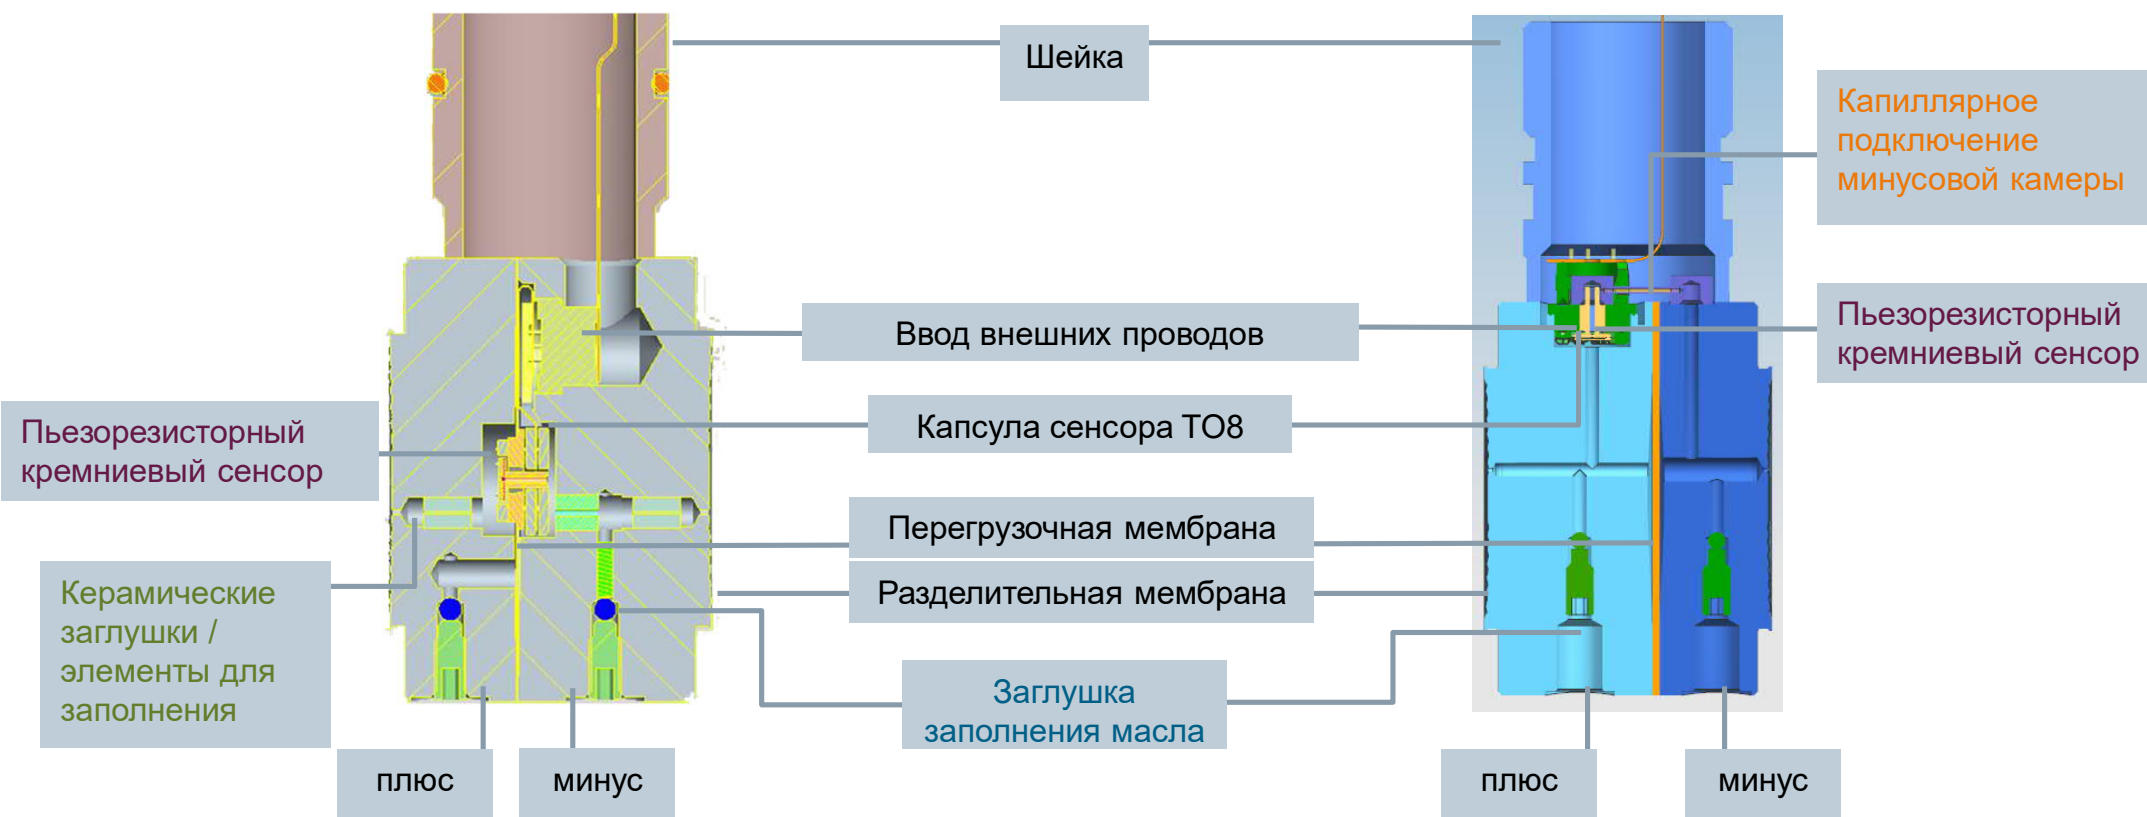 Шейка
Капиллярное
подключение
минусовой камеры
Ввод внешних проводов
Пьезорезисторный
кремниевый сенсор
Капсула сенсора ТО8
Пьезорезисторный
кремниевый сенсор
Перегрузочная мембрана
Разделительная мембрана
Керамические
заглушки /
элементы для
заполнения
Заглушка
заполнения масла
плюс
минус
плюс
минус